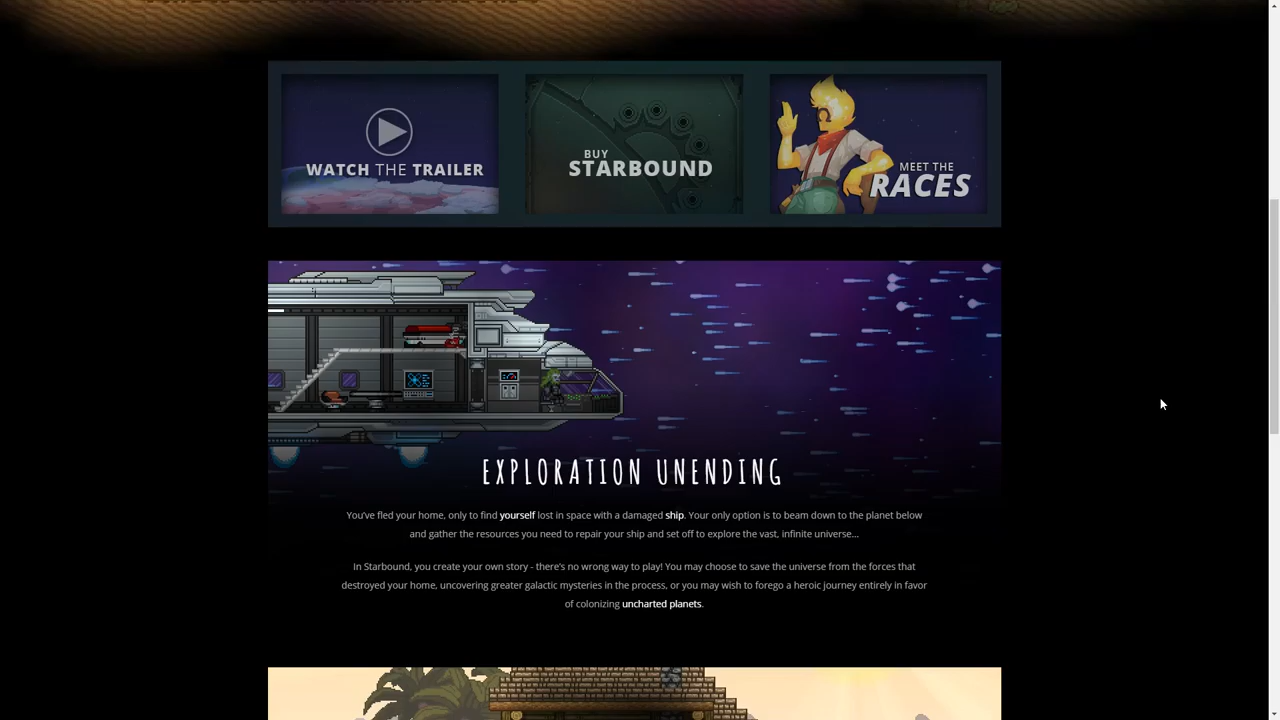 WATCH THE TRAILER
BUY
STARBOUND
MEET THE
RACES
EXPLORATION UNENDING
You've fled your home, only to find yourself lost in space with a damaged ship. Your only option is to beam down to the planet below
and gather the resources you need to repair your ship and set off to explore the vast, infinite universe...
In Starbound, you create your own story - there's no wrong way to play! You may choose to save the universe from the forces that
destroyed your home, uncovering greater galactic mysteries in the process, or you may wish to forego a heroic journey entirely in favor
of colonizing uncharted planets.